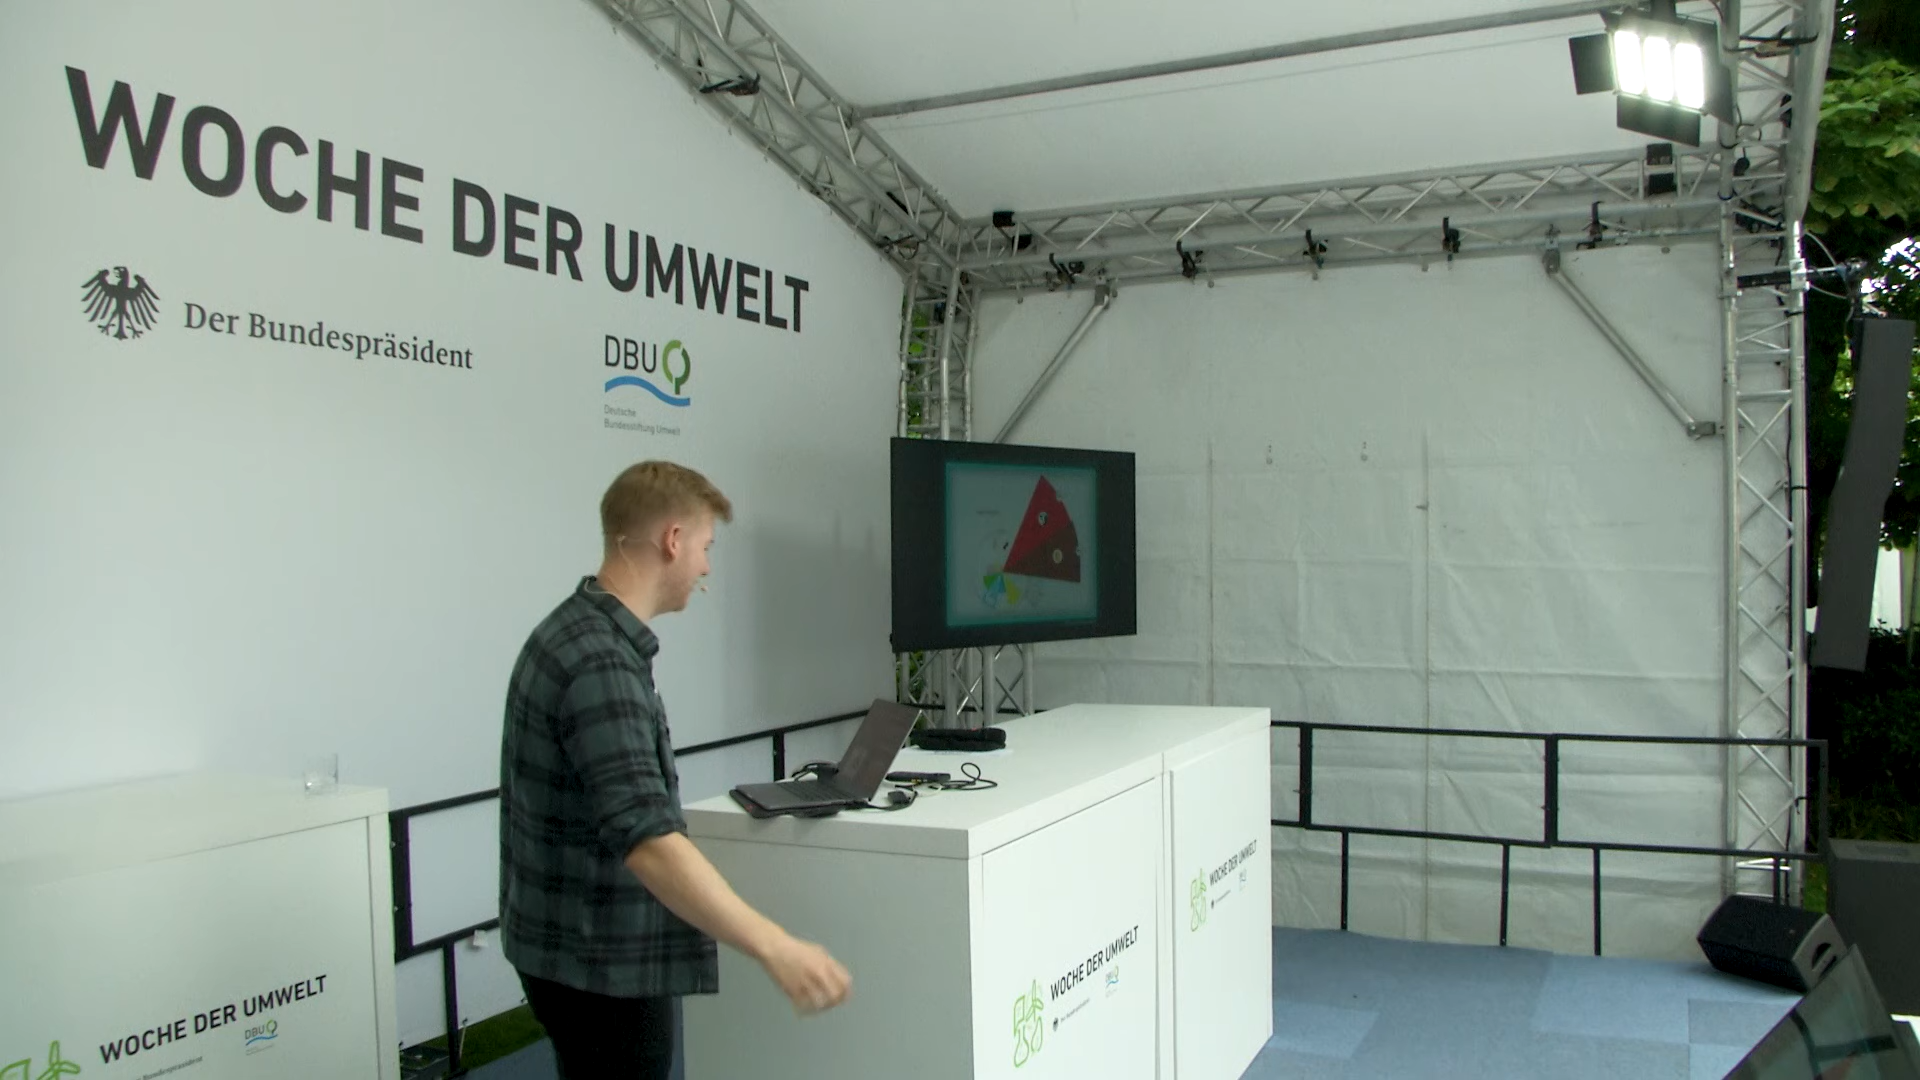 WOCHE DER UMWELT
Der Bundespräsident
DBU
Deutsche
Bundesstiftung Umwelt
WOCHE DER UMWELT
WOCHE DER UMWELT
DBU
WOCHE DER UMWELT
DBU